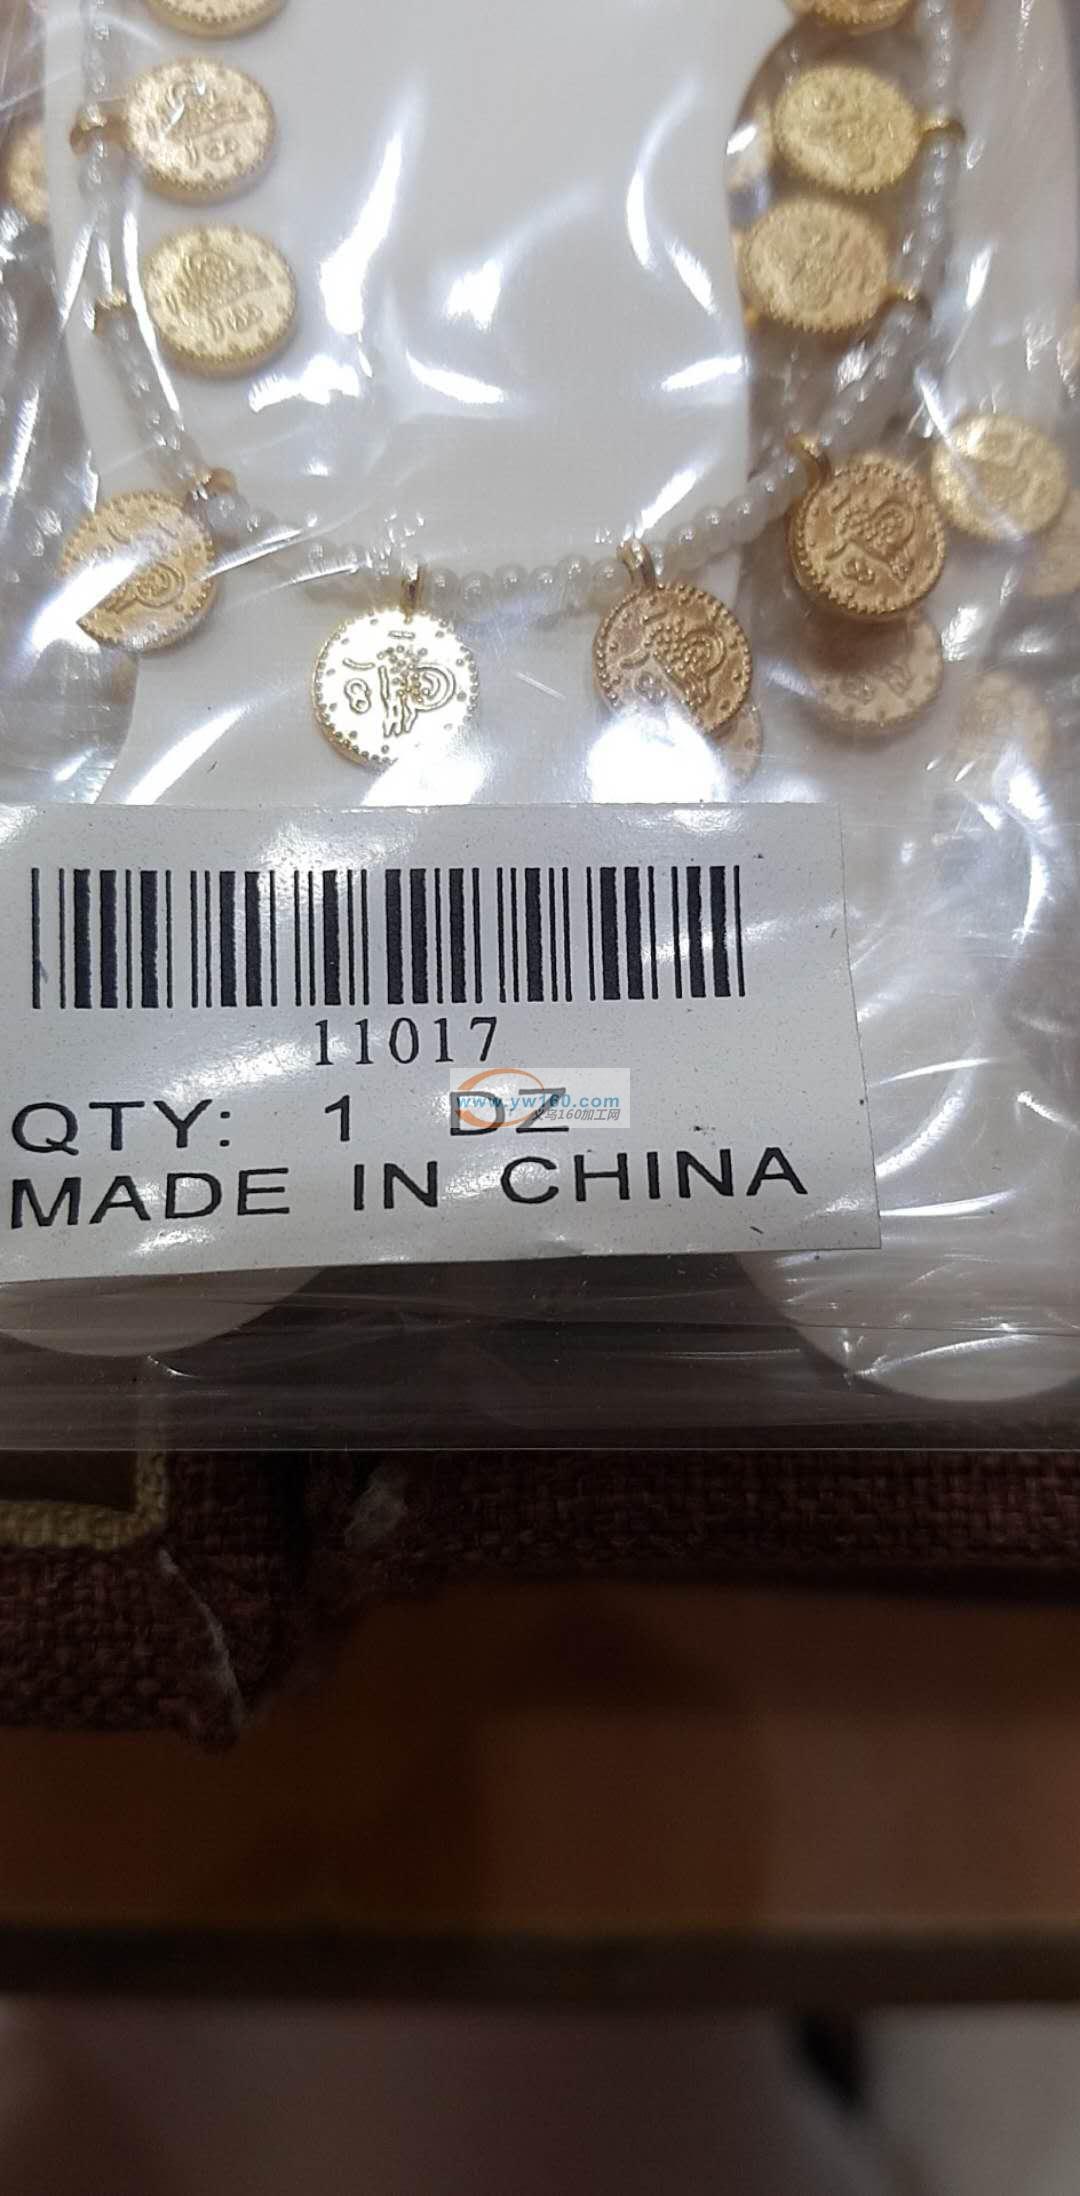 11017
QTY: 1 DZ
www.yw160.com
义乌160加工网
MADE IN CHINA